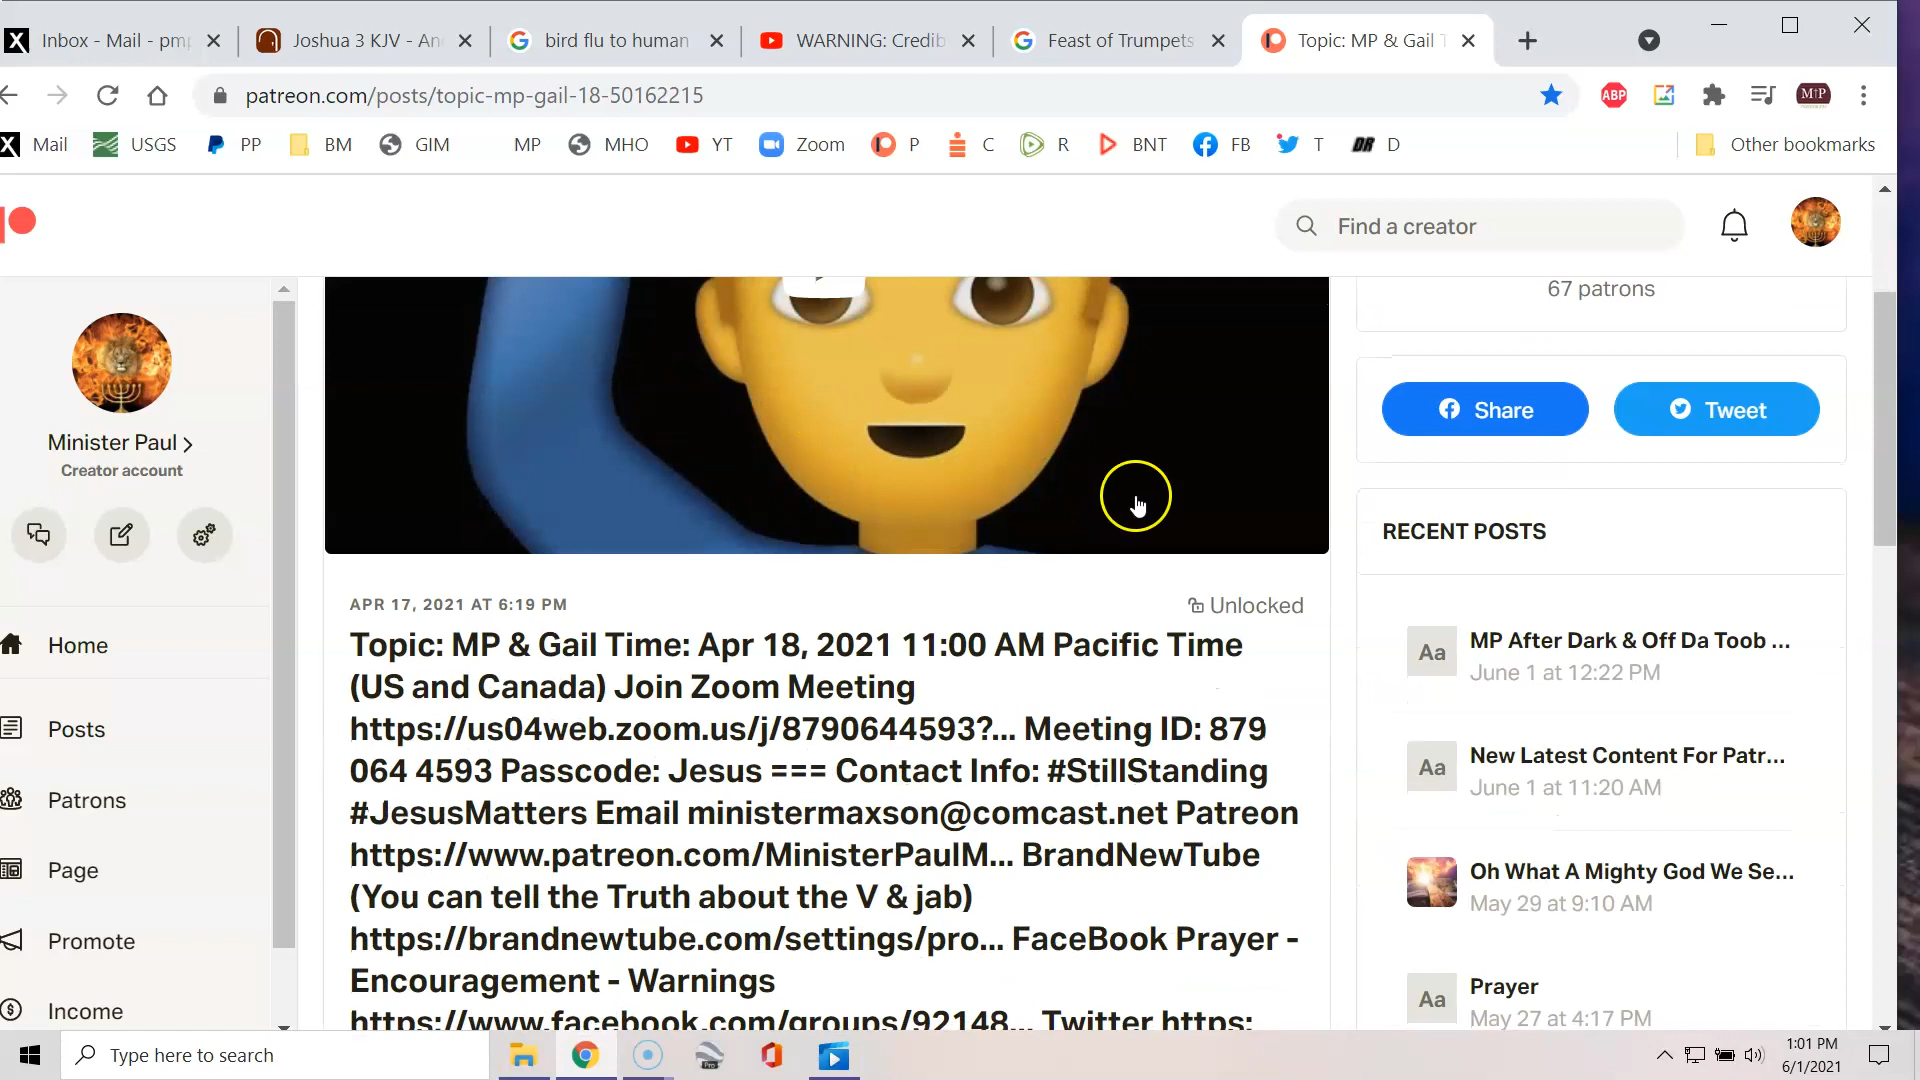 Inbox - Mail - pm
Joshua 3 KJV - An
bird flu to human
WARNING: Credib
Feast of Trumpets
Topic: MP & Gail T
patreon.com/posts/topic-mp-gail-18-50162215
ABP
M↑P
Mail
USGS
PP
BM
GIM
MP
MHO
YT
Zoom
P
C
R
BNT
FB
T
DR
D
Other bookmarks
Find a creator
67 patrons
Minister Paul
Creator account
Share
Tweet
RECENT POSTS
APR 17, 2021 AT 6:19 PM
Unlocked
Topic: MP & Gail Time: Apr 18, 2021 11:00 AM Pacific Time
(US and Canada) Join Zoom Meeting
https://us04web.zoom.us/j/8790644593?... Meeting ID: 879
064 4593 Passcode: Jesus === Contact Info: #StillStanding
#JesusMatters Email ministermaxson@comcast.net Patreon
https://www.patreon.com/MinisterPaulM... BrandNewTube
(You can tell the Truth about the V & jab)
https://brandnewtube.com/settings/pro... FaceBook Prayer -
Encouragement - Warnings
https://www.facebook.com/groups/92148... Twitter https:
Home
Posts
Patrons
Page
Promote
Income
Aa
MP After Dark & Off Da Toob ...
June 1 at 12:22 PM
Aa
New Latest Content For Patr...
June 1 at 11:20 AM
Oh What A Mighty God We Se...
May 29 at 9:10 AM
Aa
Prayer
May 27 at 4:17 PM
Type here to search
Pro
1:01 PM
6/1/2021